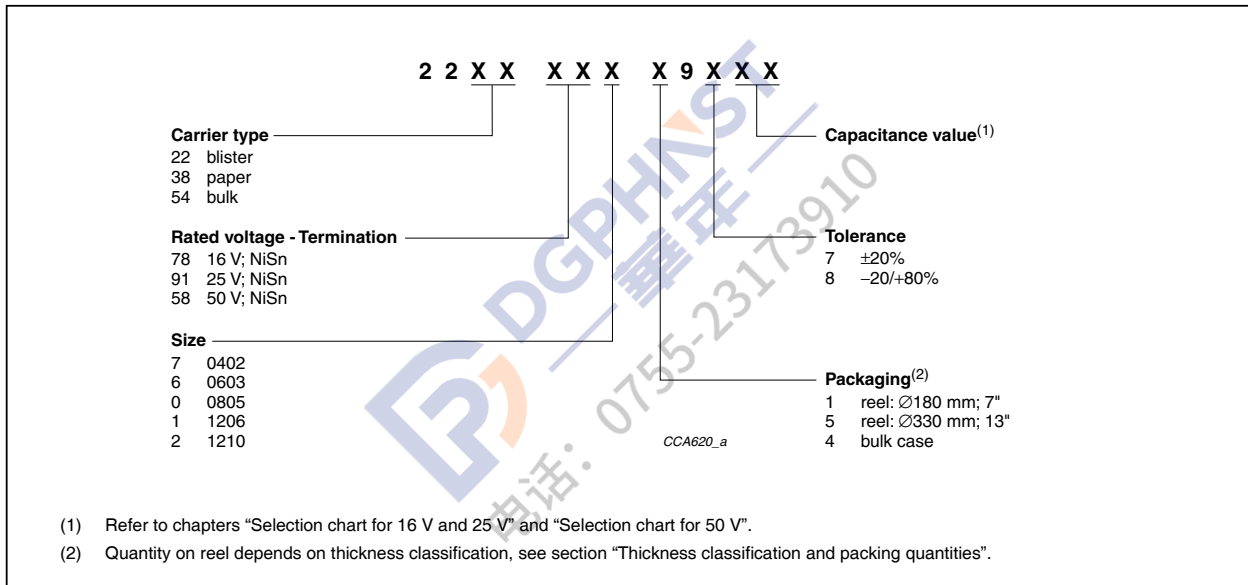 2 2 X X X X X X 9 X X X
Carrier type
22 blister
38 paper
54 bulk
Rated voltage - Termination
78 16 V; NiSn
91 25 V; NiSn
58 50 V; NiSn
Size
7 0402
6 0603
0 0805
1 1206
2 1210
Capacitance value(1)
Tolerance
7 ±20%
8 −20/+80%
Packaging(2)
1 reel: ∅180 mm; 7"
5 reel: ∅330 mm; 13"
4 bulk case
CCA620_a
DGPHNST
華年
电话: 0755-23173910
(1) Refer to chapters “Selection chart for 16 V and 25 V” and “Selection chart for 50 V”.
(2) Quantity on reel depends on thickness classification, see section “Thickness classification and packing quantities”.